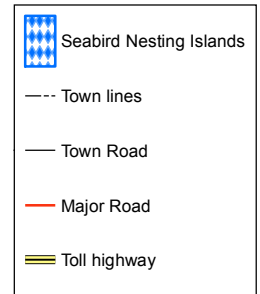 Seabird Nesting Islands
Town lines
Town Road
Major Road
Toll highway